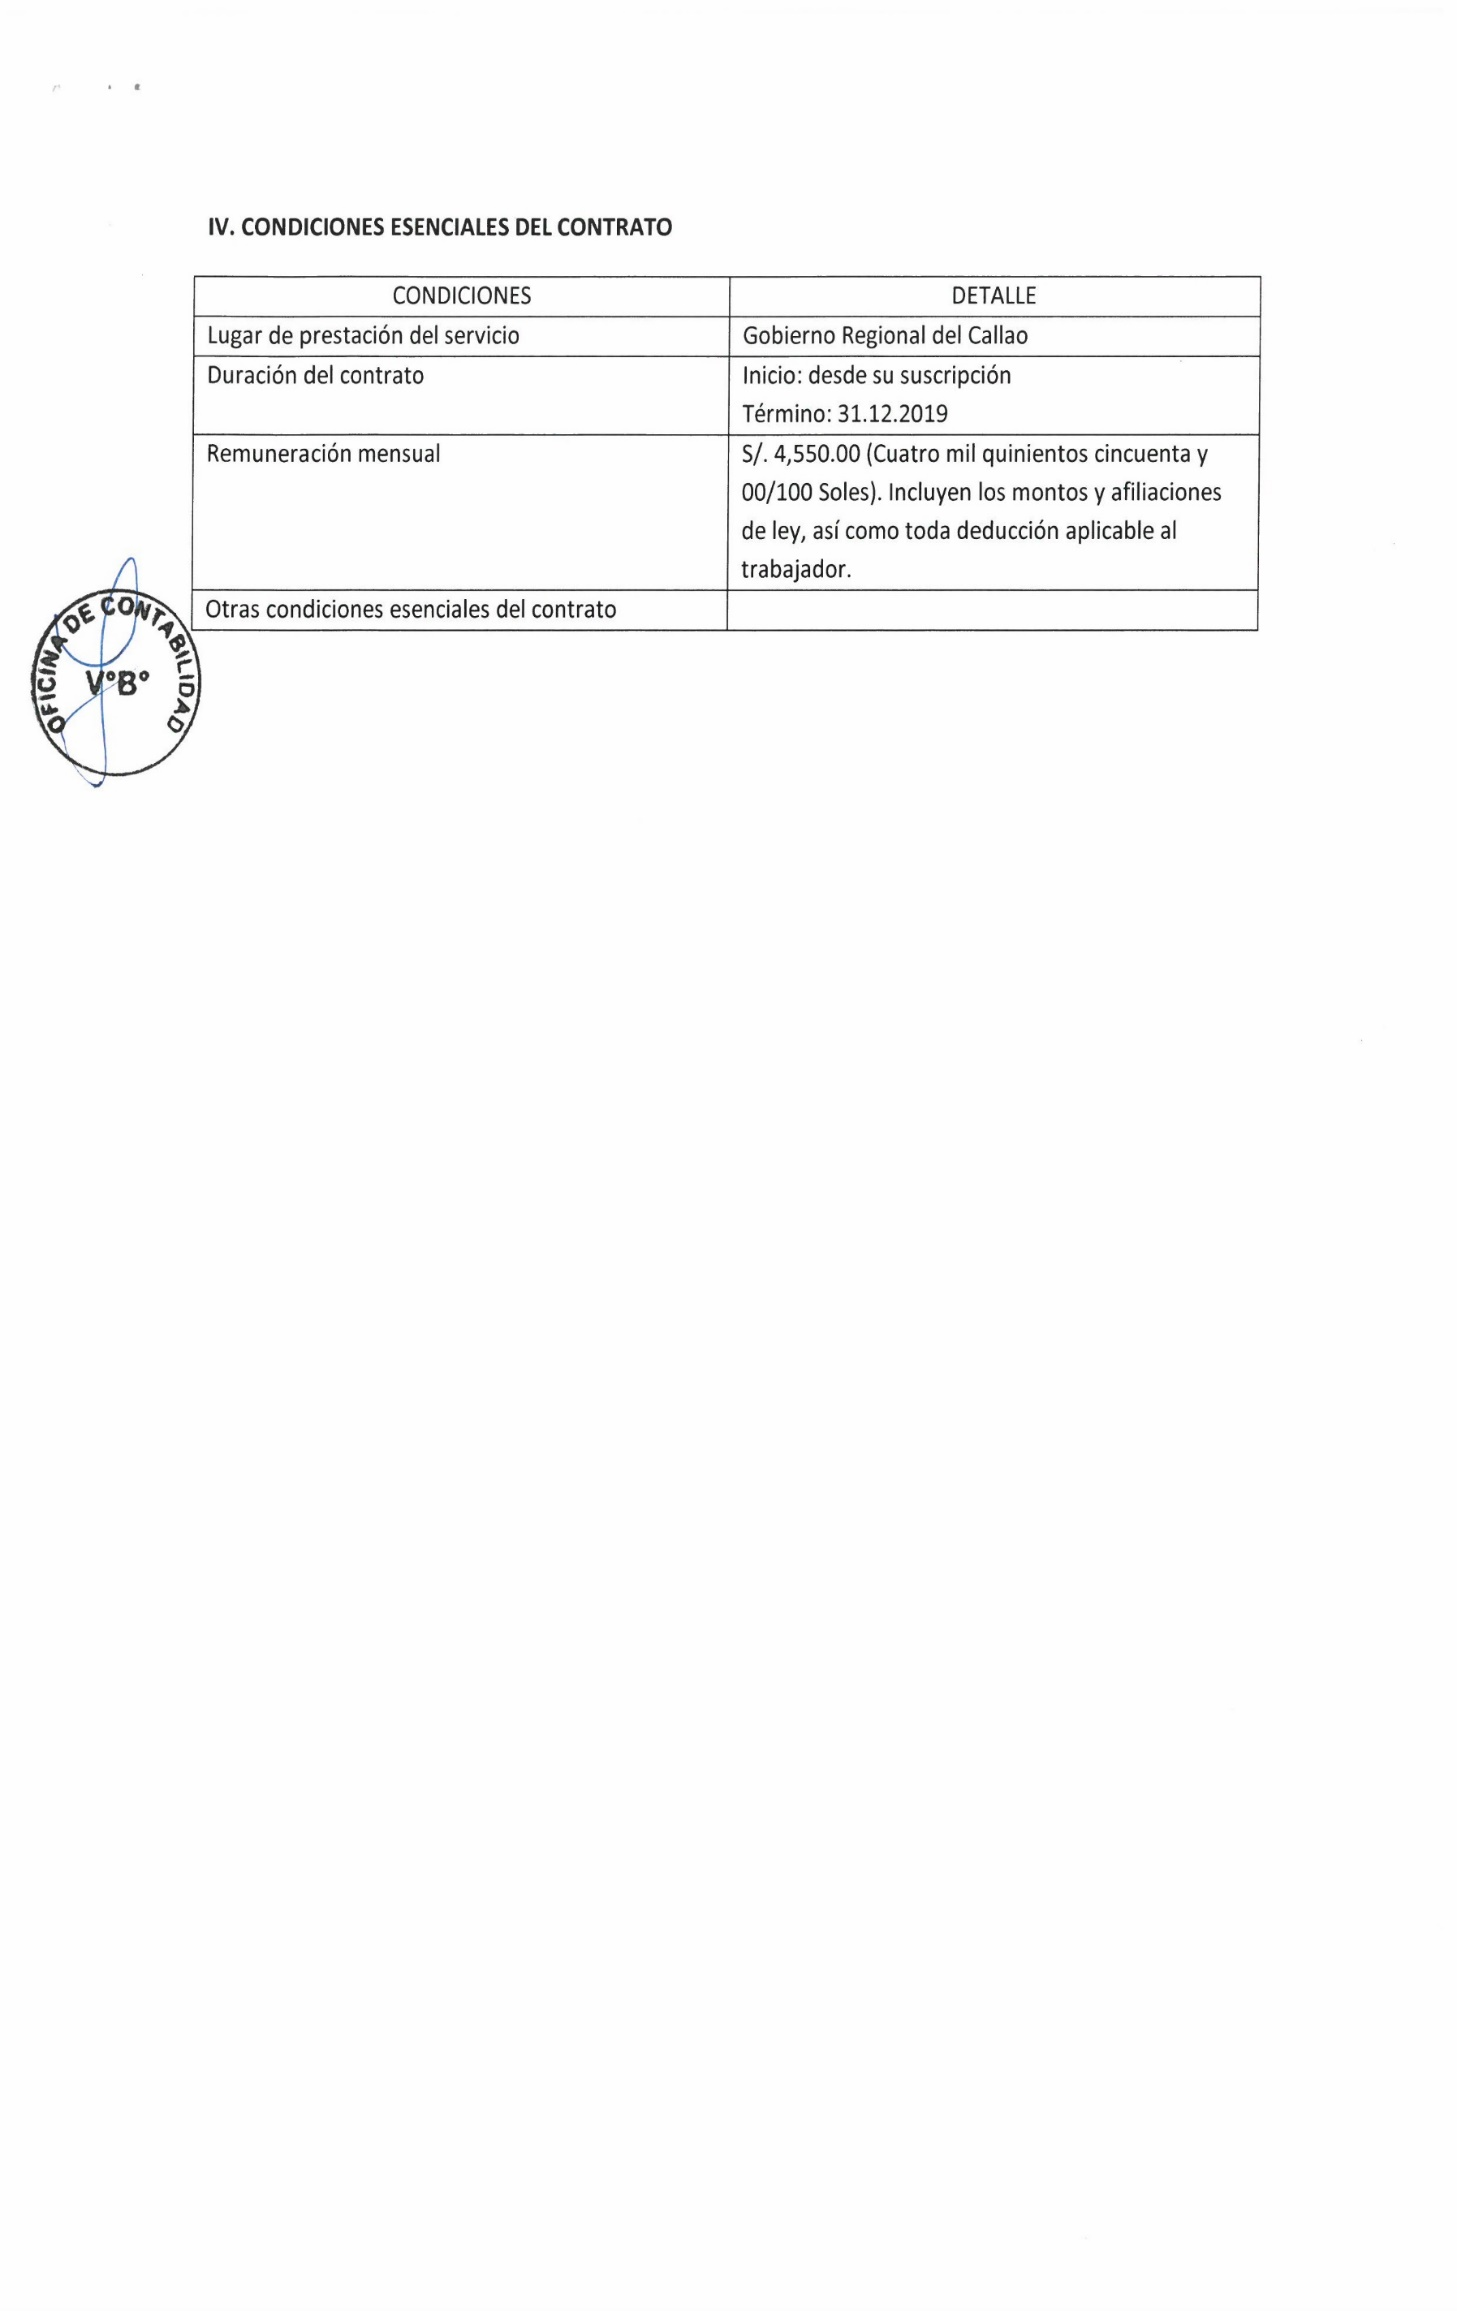 IV. CONDICIONES ESENCIALES DEL CONTRATO
CONDICIONES DETALLE
Lugar de prestación del servicio Gobierno Regional del Callao
Duración del contrato Inicio: desde su suscripción
Término: 31.12.2019
Remuneración mensual S/. 4,550.00 (Cuatro mil quinientos cincuenta y
00/100 Soles). Incluyen los montos y afiliaciones
de ley, así como toda deducción aplicable al
trabajador.
Otras condiciones esenciales del contrato
OFICINA DE CONTABILIDAD
V°B°